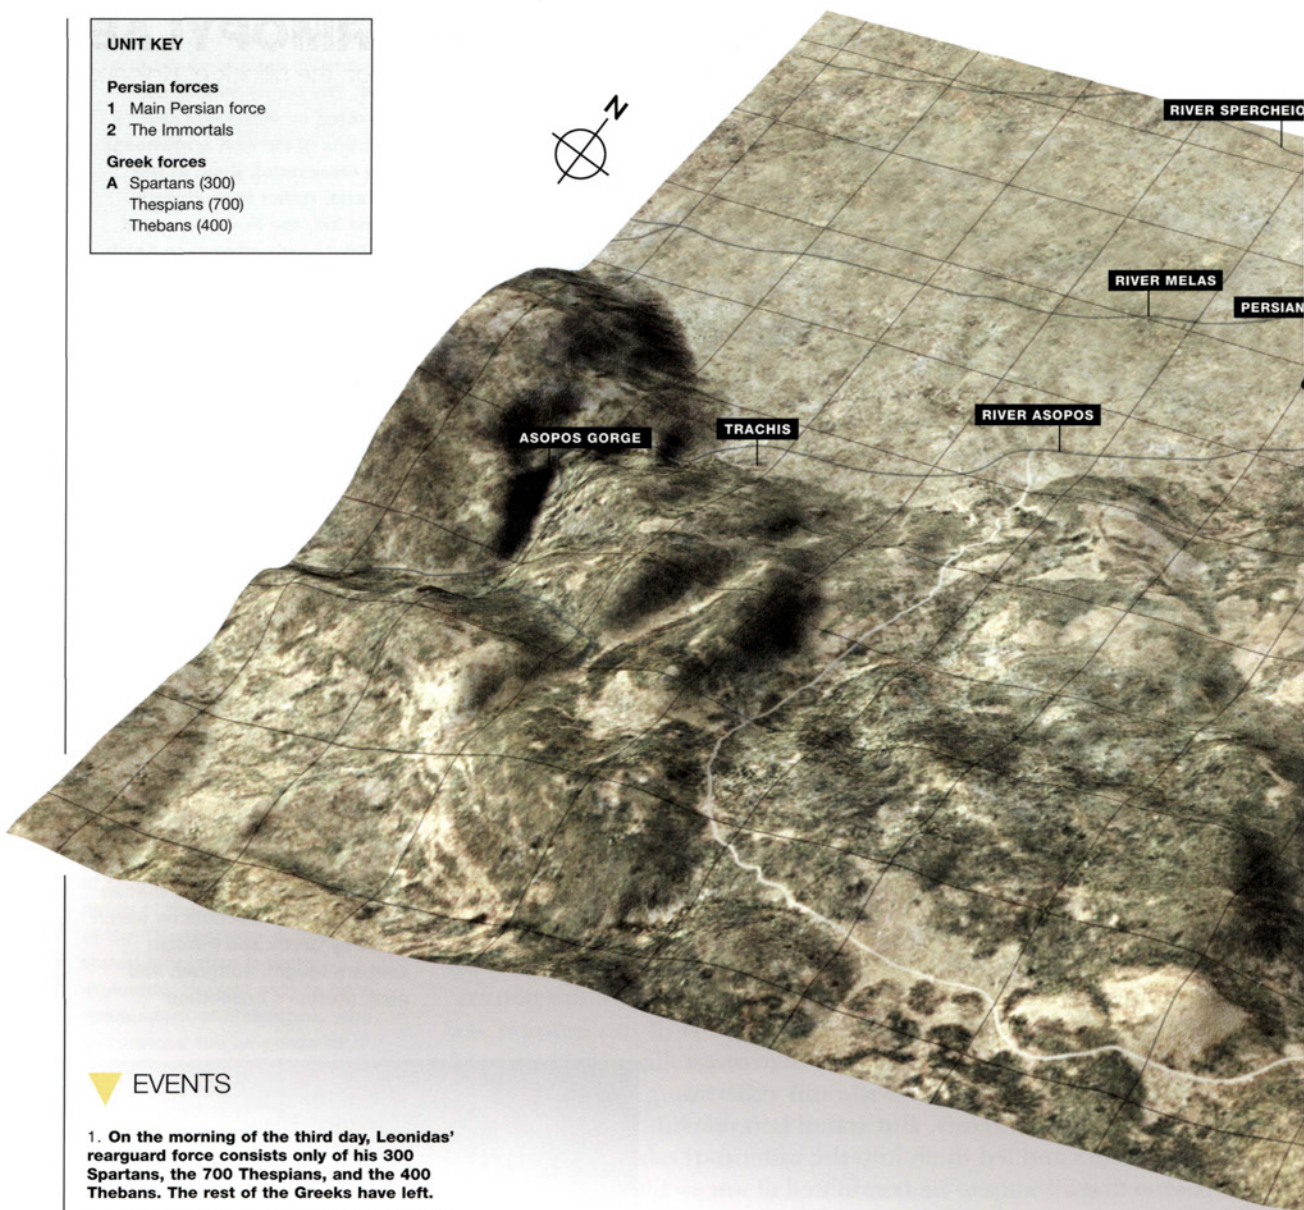 UNIT KEY
Persian forces
1 Main Persian force
2 The Immortals
Greek forces
A Spartans (300)
Thespians (700)
Thebans (400)
N
RIVER SPERCHEIO
RIVER MELAS
PERSIAN
RIVER ASOPOS
TRACHIS
ASOPOS GORGE
EVENTS
1. On the morning of the third day, Leonidas'
rearguard force consists only of his 300
Spartans, the 700 Thespians, and the 400
Thebans. The rest of the Greeks have left.